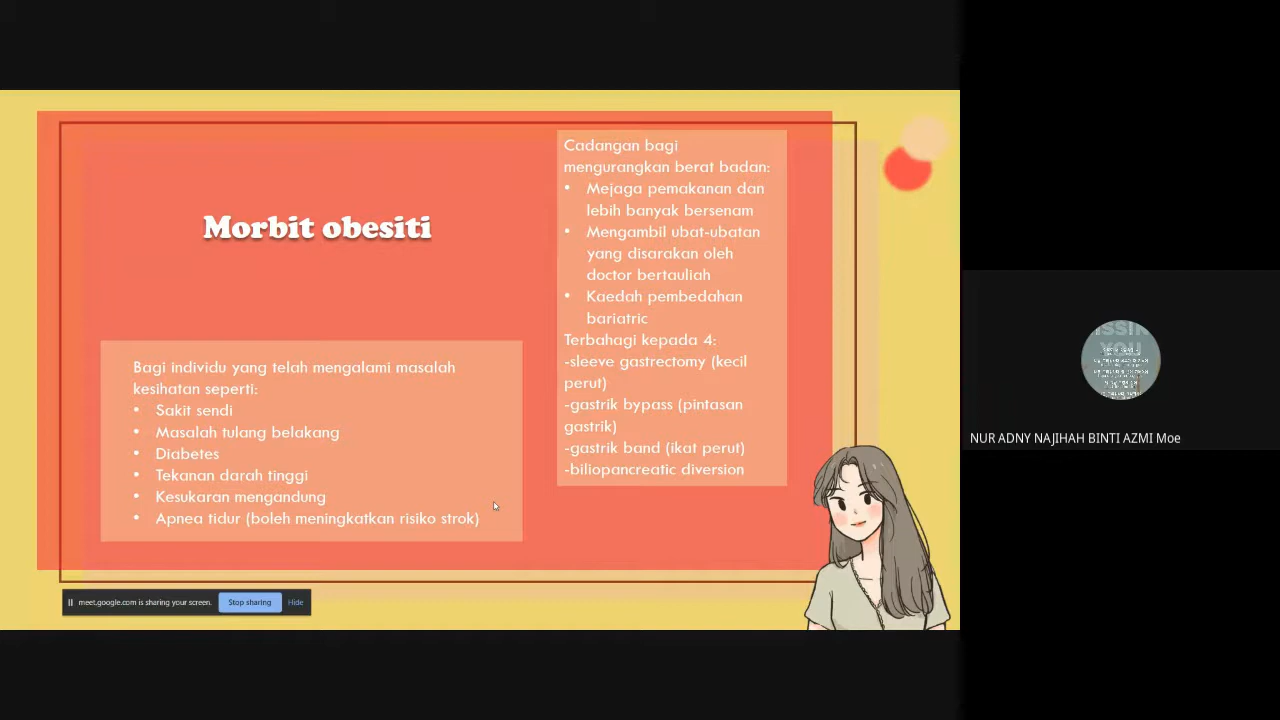 Morbit obesiti
Bagi individu yang telah mengalami masalah
kesihatan seperti:
• Sakit sendi
• Masalah tulang belakang
• Diabetes
• Tekanan darah tinggi
• Kesukaran mengandung
• Apnea tidur (boleh meningkatkan risiko strok)
Cadangan bagi
mengurangkan berat badan:
• Mejaga pemakanan dan
lebih banyak bersenam
• Mengambil ubat-ubatan
yang disarakan oleh
doctor bertauliah
• Kaedah pembedahan
bariatric
Terbahagi kepada 4:
-sleeve gastrectomy (kecil
perut)
-gastrik bypass (pintasan
gastrik)
-gastrik band (ikat perut)
-biliopancreatic diversion
meet.google.com is sharing your screen.
Stop sharing
Hide
YOU
NUR ADNY NAJIHAH BINTI AZMI Moe